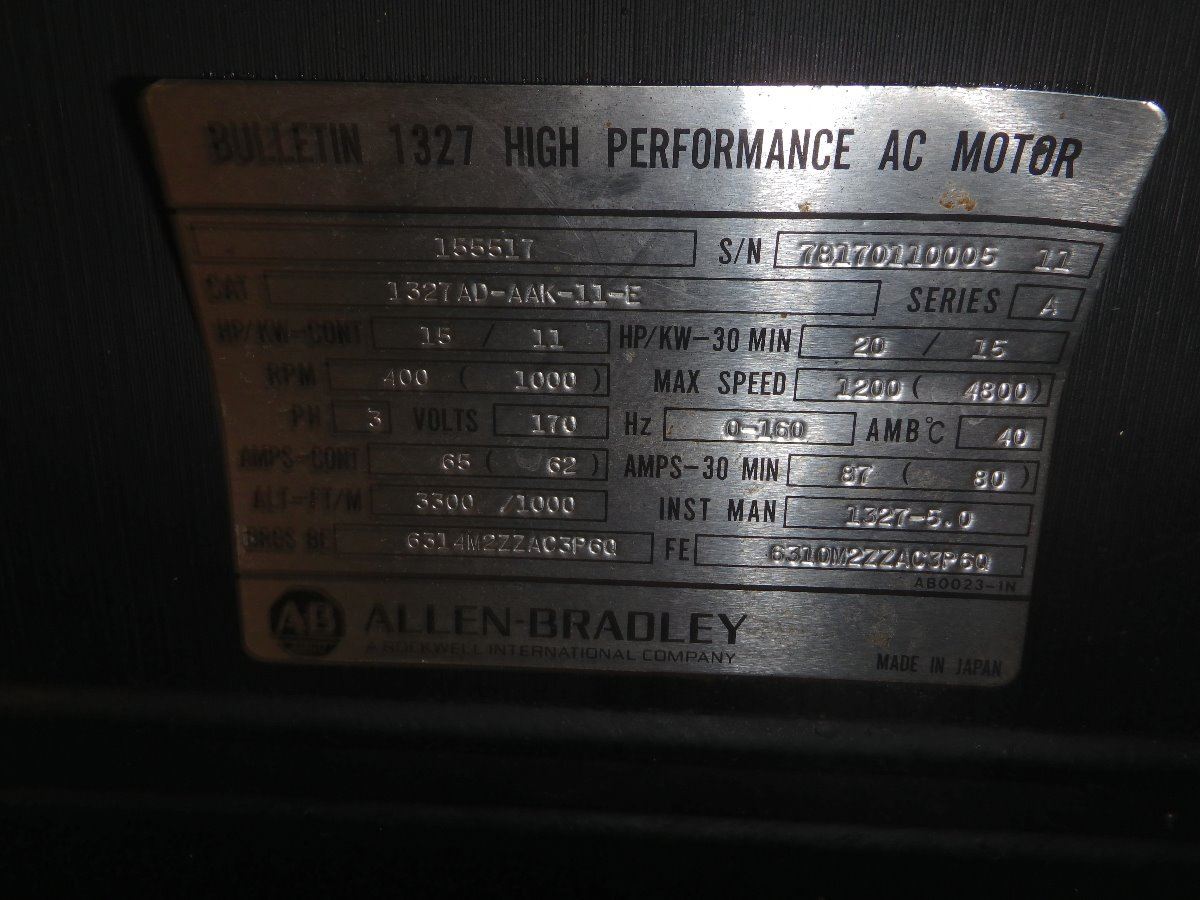 BULLETIN 1327 HIGH PERFORMANCE AC MOTOR
155517 S/N 78170110005 11
CAT 1327AD-AAK-11-E SERIES A
HP/KW-CONT 15 / 11 HP/KW-30 MIN 20 / 15
RPM 400 ( 1000 ) MAX SPEED 1200 ( 4800 )
PH 3 VOLTS 170 Hz 0-160 AMB°C 40
AMPS-CONT 65 ( 62 ) AMPS-30 MIN 87 ( 80 )
ALT-FT/M 3300 / 1000 INST MAN 1327-5.0
BRGS BE 6314M2ZZAC3P6Q FE 6310M2ZZAC3P6Q
AB0023-1N
AB ALLEN-BRADLEY
A ROCKWELL INTERNATIONAL COMPANY
MADE IN JAPAN